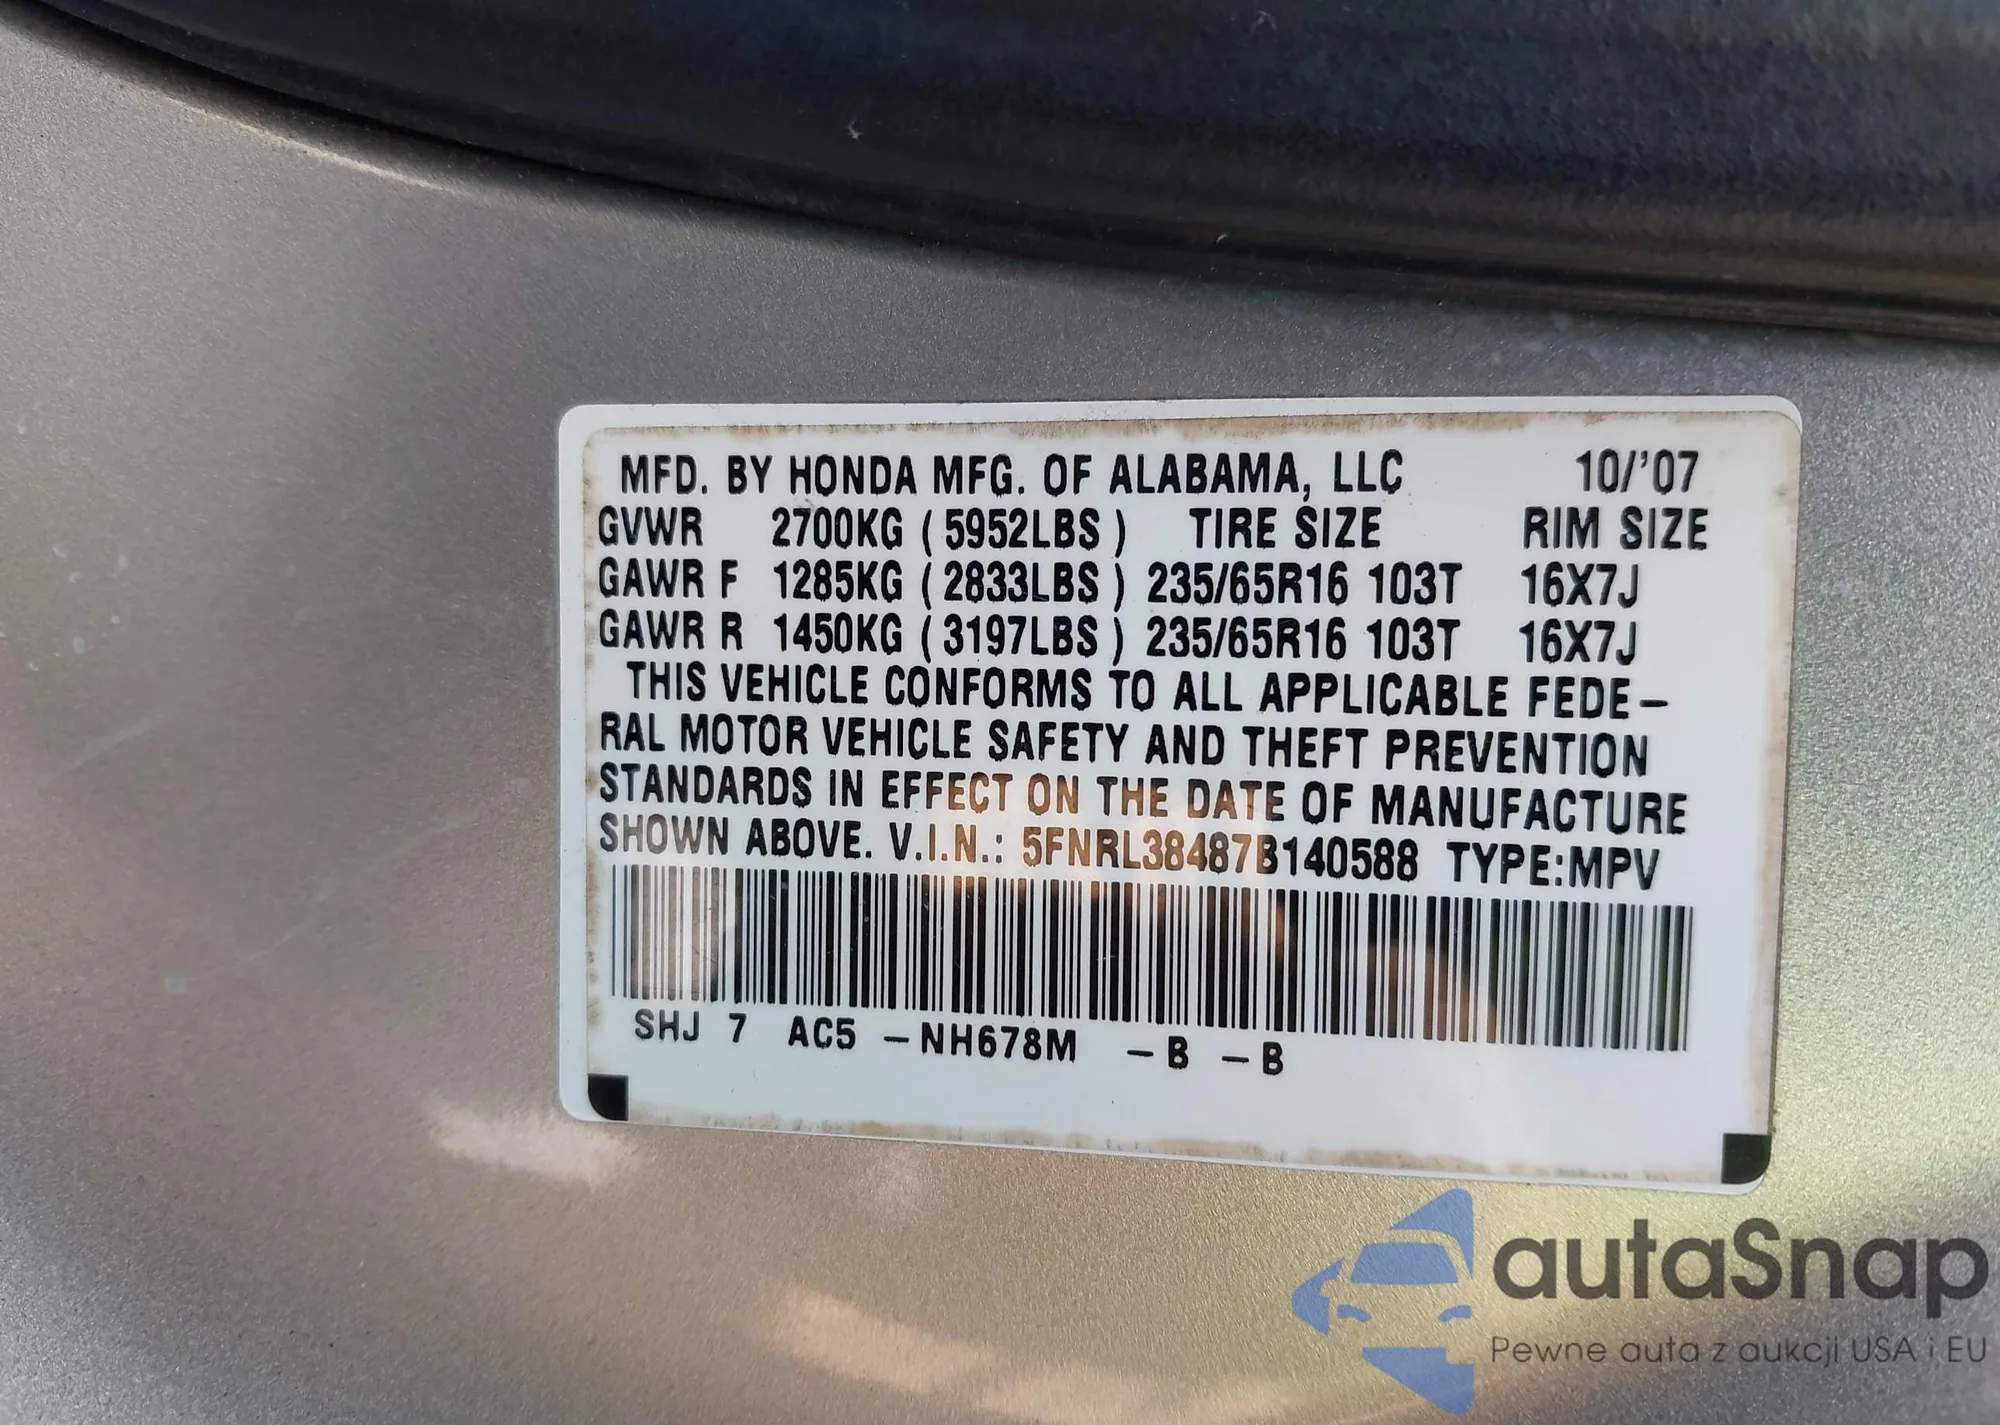 MFD. BY HONDA MFG. OF ALABAMA, LLC 10/'07
GVWR 2700KG ( 5952LBS ) TIRE SIZE RIM SIZE
GAWR F 1285KG ( 2833LBS ) 235/65R16 103T 16X7J
GAWR R 1450KG ( 3197LBS ) 235/65R16 103T 16X7J
THIS VEHICLE CONFORMS TO ALL APPLICABLE FEDE-
RAL MOTOR VEHICLE SAFETY AND THEFT PREVENTION
STANDARDS IN EFFECT ON THE DATE OF MANUFACTURE
SHOWN ABOVE. V.I.N.: 5FNRL38487B140588 TYPE:MPV
SHJ 7 AC5 -NH678M -B -B
autaSnap
Pewne auta z aukcji USA i EU